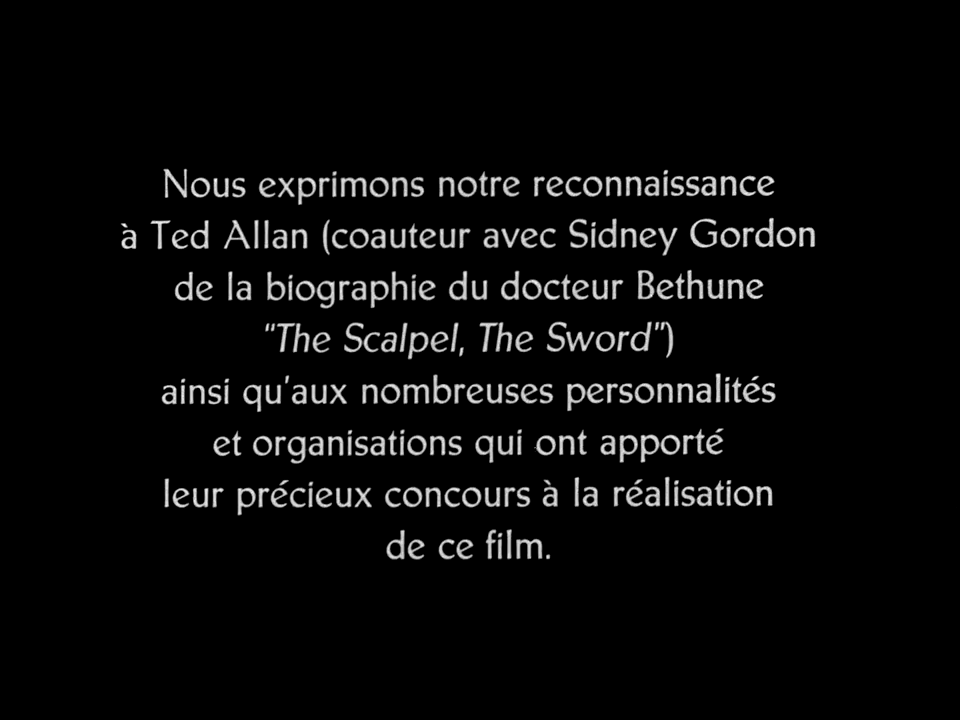 Nous exprimons notre reconnaissance
à Ted Allan (coauteur avec Sidney Gordon
de la biographie du docteur Bethune
"The Scalpel, The Sword")
ainsi qu'aux nombreuses personnalités
et organisations qui ont apporté
leur précieux concours à la réalisation
de ce film.